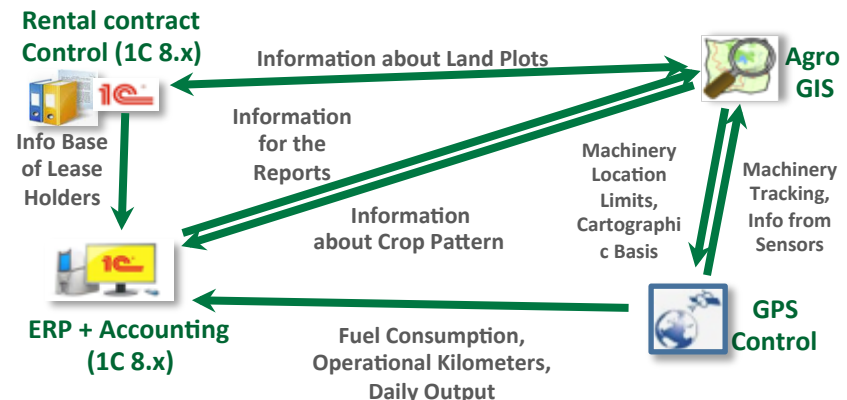 Rental contract
Control (1C 8.x)
Information about Land Plots
Agro
GIS
1C
Information
for the
Reports
Info Base
of Lease
Holders
Machinery
Location
Limits,
Cartographi
c Basis
Machinery
Tracking,
Info from
Sensors
Information
about Crop Pattern
1C
ERP + Accounting
(1C 8.x)
GPS
Control
Fuel Consumption,
Operational Kilometers,
Daily Output